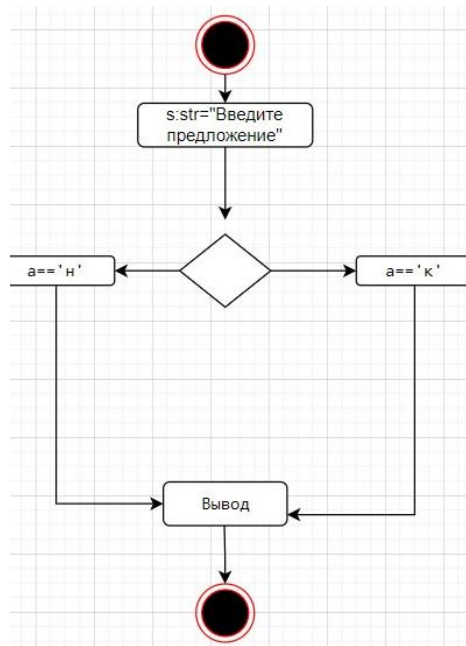 s:str="Введите
предложение"
a=='н'
a=='к'
Вывод